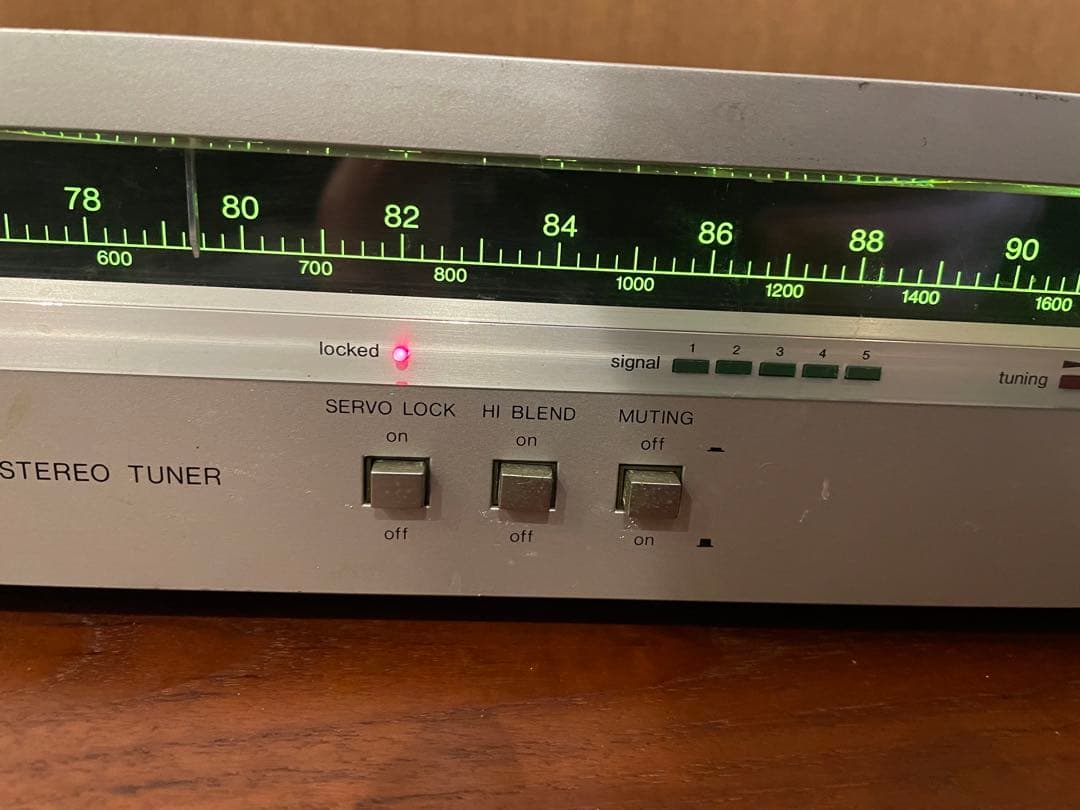 78 80 82 84 86 88 90
600 700 800 1000 1200 1400 1600
locked signal 1 2 3 4 5 tuning
SERVO LOCK HI BLEND MUTING
on on off
STEREO TUNER
off off on